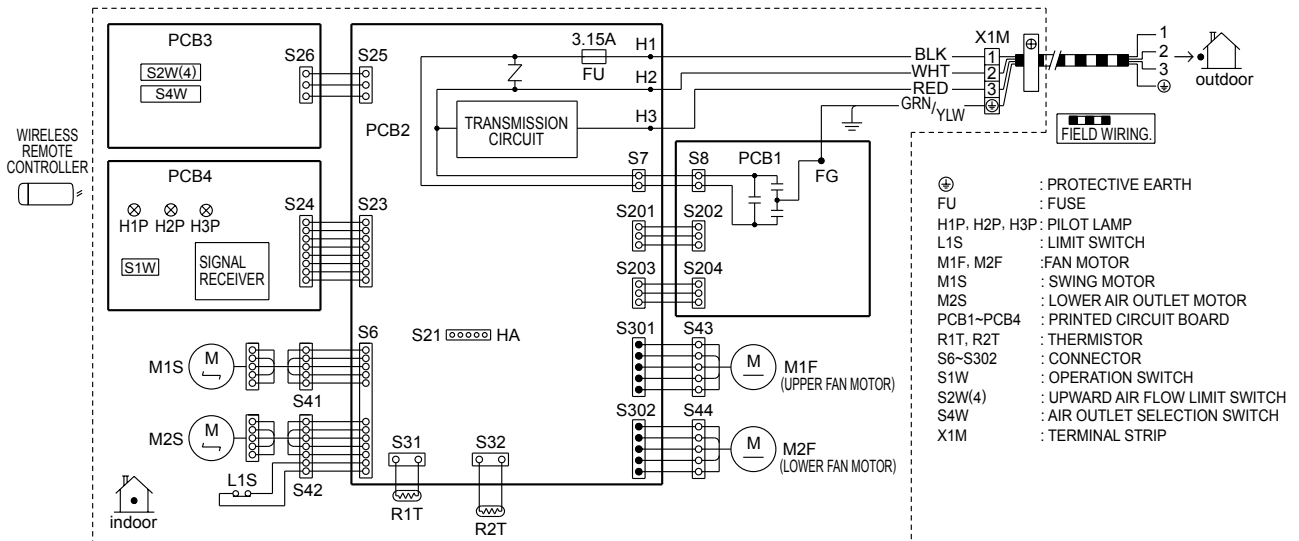 PCB3
S2W(4)
S4W
S26
S25
3.15A
FU
H1
H2
H3
BLK
WHT
RED
GRN/YLW
X1M
1
2
3
1
2
3
outdoor
FIELD WIRING.
WIRELESS
REMOTE
CONTROLLER
PCB2
TRANSMISSION
CIRCUIT
PCB4
H1P H2P H3P
S1W
SIGNAL
RECEIVER
S24
S23
S7
S8
PCB1
FG
S201
S202
S203
S204
S21
HA
S6
M1S
M
S41
M2S
M
S42
L1S
S31
S32
R1T
R2T
S301
S43
M
M1F
(UPPER FAN MOTOR)
S302
S44
M
M2F
(LOWER FAN MOTOR)
indoor
: PROTECTIVE EARTH
FU : FUSE
H1P, H2P, H3P : PILOT LAMP
L1S : LIMIT SWITCH
M1F, M2F :FAN MOTOR
M1S : SWING MOTOR
M2S : LOWER AIR OUTLET MOTOR
PCB1~PCB4 : PRINTED CIRCUIT BOARD
R1T, R2T : THERMISTOR
S6~S302 : CONNECTOR
S1W : OPERATION SWITCH
S2W(4) : UPWARD AIR FLOW LIMIT SWITCH
S4W : AIR OUTLET SELECTION SWITCH
X1M : TERMINAL STRIP